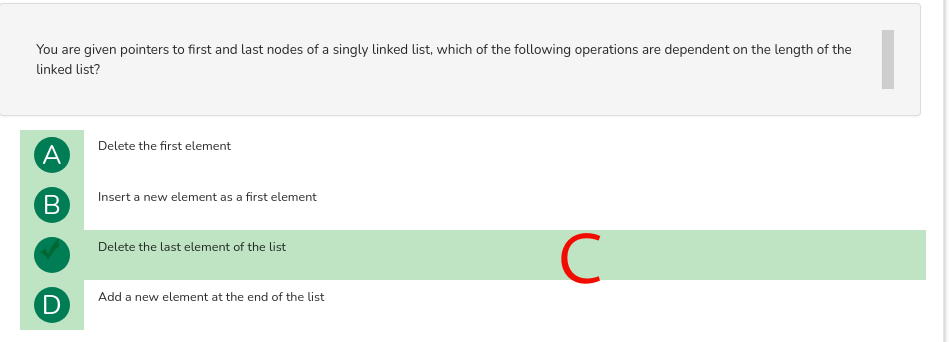 You are given pointers to first and last nodes of a singly linked list, which of the following operations are dependent on the length of the
linked list?
A Delete the first element
B Insert a new element as a first element
Delete the last element of the list C
D Add a new element at the end of the list